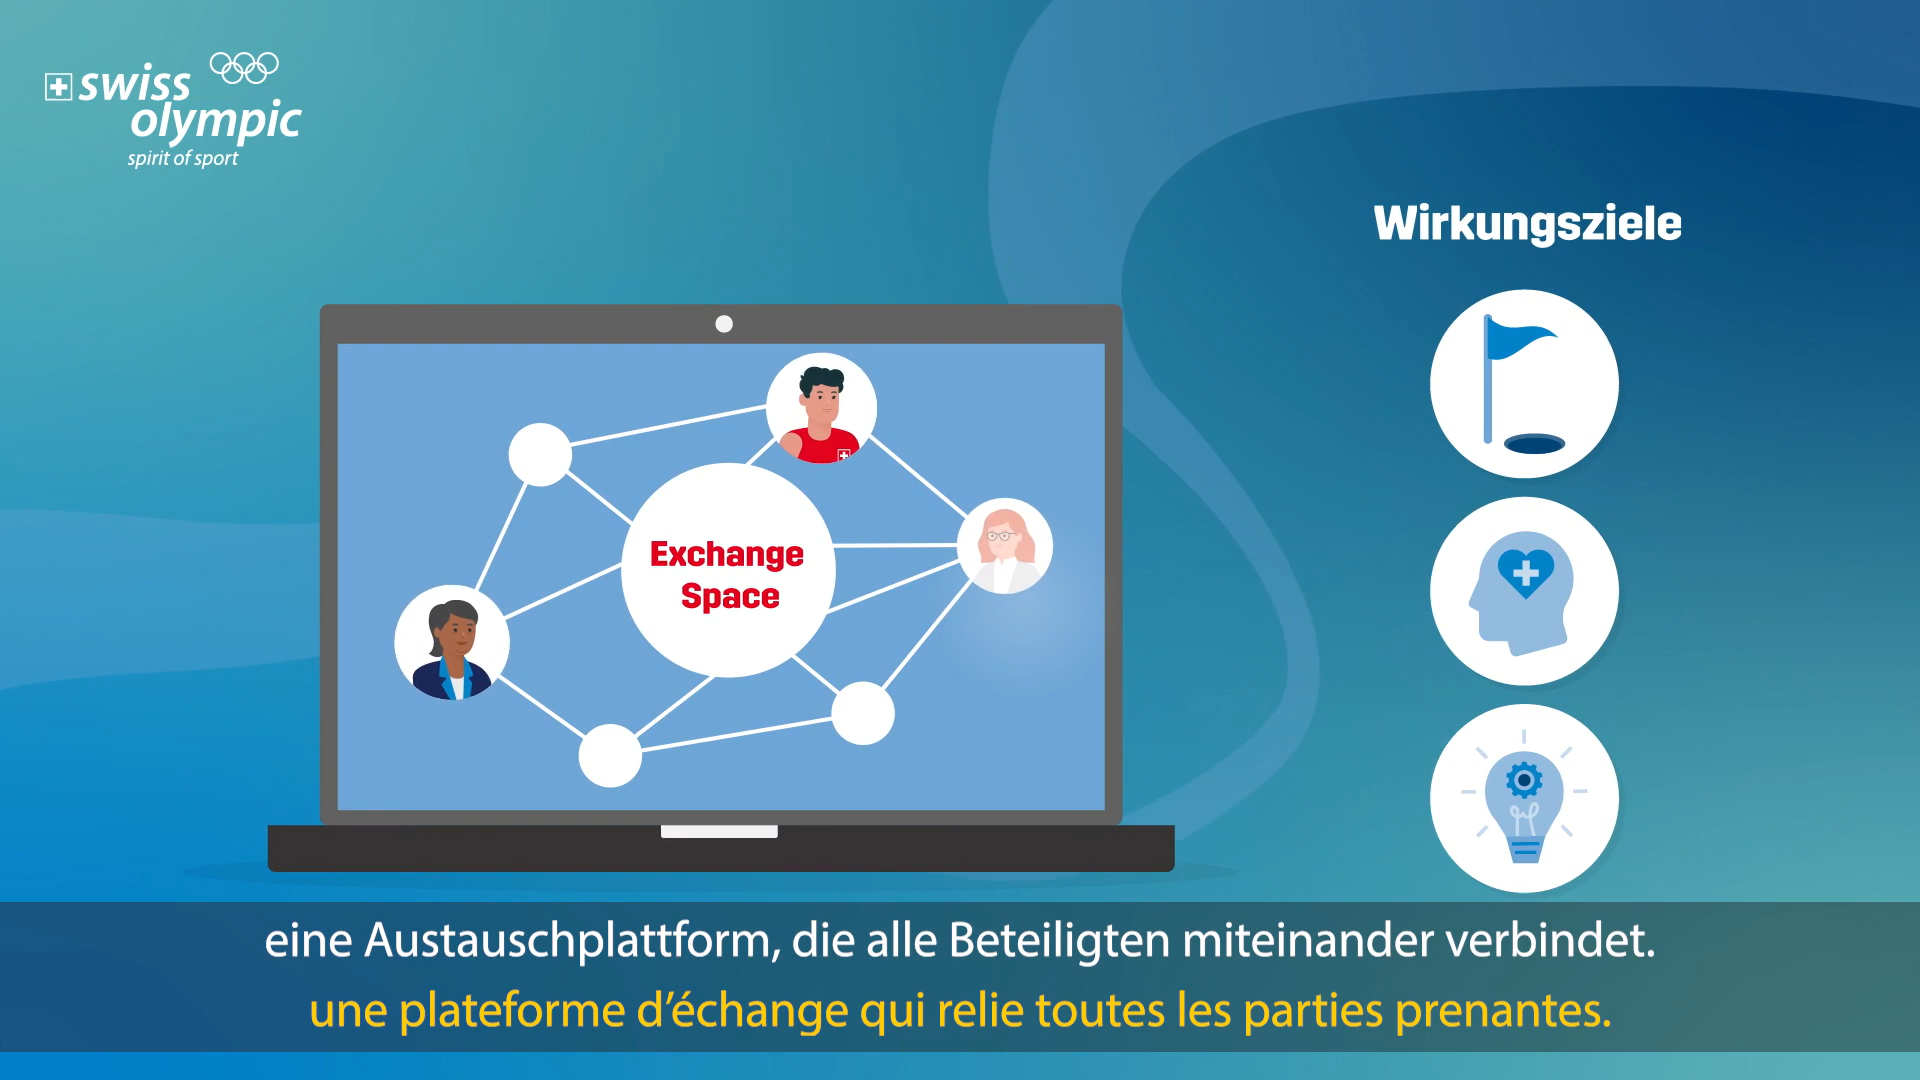 swiss
olympic
spirit of sport
Wirkungsziele
Exchange
Space
eine Austauschplattform, die alle Beteiligten miteinander verbindet.
une plateforme d’échange qui relie toutes les parties prenantes.